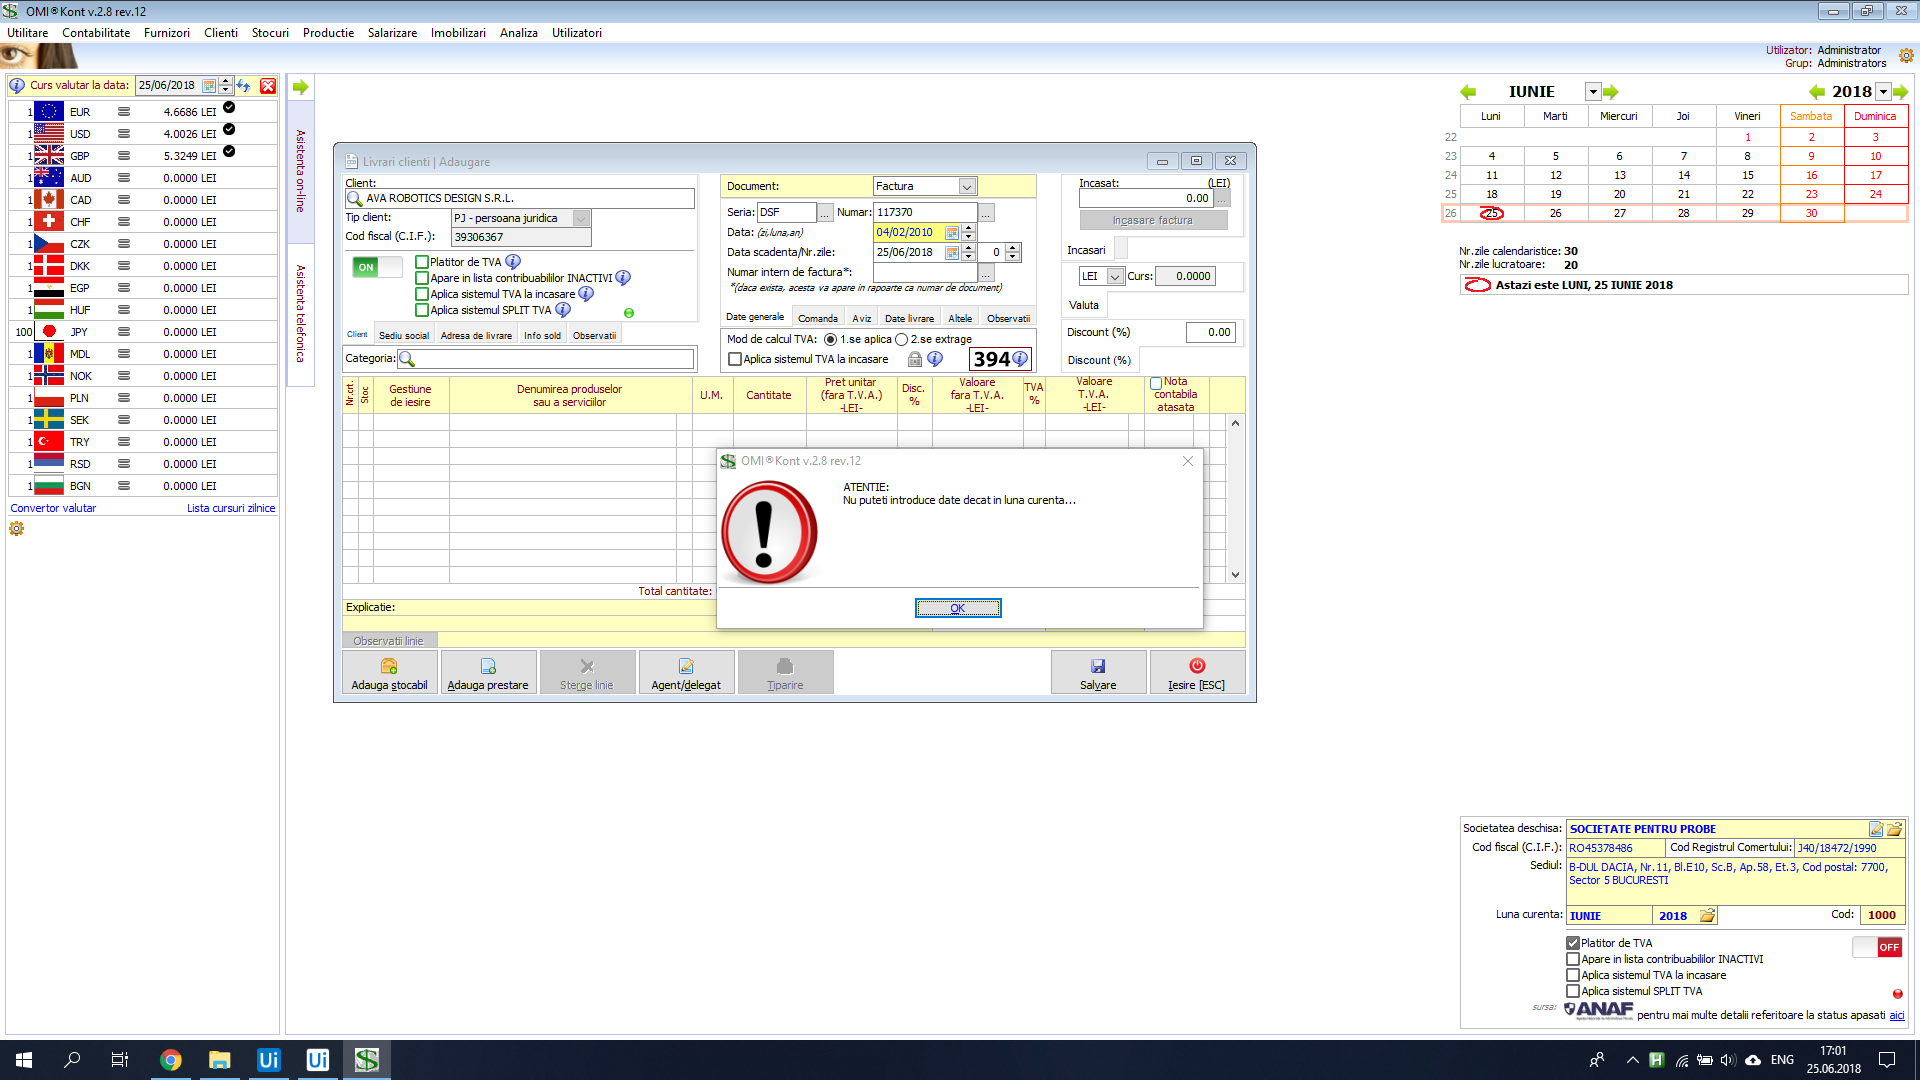 OMI®Kont v.2.8 rev.12
Utilitare Contabilitate Furnizori Clienti Stocuri Productie Salarizare Imobilizari Analiza Utilizatori
Utilizator: Administrator
Grup: Administrators
Curs valutar la data: 25/06/2018
1 EUR 4.6686 LEI
1 USD 4.0026 LEI
1 GBP 5.3249 LEI
1 AUD 0.0000 LEI
1 CAD 0.0000 LEI
1 CHF 0.0000 LEI
1 CZK 0.0000 LEI
1 DKK 0.0000 LEI
1 EGP 0.0000 LEI
1 HUF 0.0000 LEI
100 JPY 0.0000 LEI
1 MDL 0.0000 LEI
1 NOK 0.0000 LEI
1 PLN 0.0000 LEI
1 SEK 0.0000 LEI
1 TRY 0.0000 LEI
1 RSD 0.0000 LEI
1 BGN 0.0000 LEI
Convertor valutar Lista cursuri zilnice
Asistenta on-line
Asistenta telefonica
Livrari clienti | Adaugare
Client:
AVA ROBOTICS DESIGN S.R.L.
Tip client: PJ - persoana juridica
Cod fiscal (C.I.F.): 39306367
ON
Platitor de TVA
Apare in lista contribuabililor INACTIVI
Aplica sistemul TVA la incasare
Aplica sistemul SPLIT TVA
Client Sediu social Adresa de livrare Info sold Observatii
Categoria:
Document: Factura
Seria: DSF ... Numar: 117370 ...
Data: (zi,luna,an) 04/02/2010
Data scadenta/Nr.zile: 25/06/2018 0
Numar intern de factura*: ...
*(daca exista, acesta va apare in rapoarte ca numar de document)
Date generale Comanda Aviz Date livrare Altele Observatii
Mod de calcul TVA: 1.se aplica 2.se extrage
Aplica sistemul TVA la incasare 394
Incasat: (LEI)
0.00 ...
Incasare factura
Incasari
LEI Curs: 0.0000
Valuta
Discount (%) 0.00
Discount (%)
Nr.crt.
Stoc
Gestiune de iesire
Denumirea produselor sau a serviciilor
U.M.
Cantitate
Pret unitar (fara T.V.A.) -LEI-
Disc. %
Valoare fara T.V.A. -LEI-
TVA %
Valoare T.V.A. -LEI-
Nota contabila atasata
Total cantitate:
Explicatie:
Observatii linie
Adauga stocabil Adauga prestare Sterge linie Agent/delegat Tiparire Salvare Iesire [ESC]
OMI®Kont v.2.8 rev.12
ATENTIE:
Nu puteti introduce date decat in luna curenta...
OK
IUNIE 2018
Luni Marti Miercuri Joi Vineri Sambata Duminica
22 1 2 3
23 4 5 6 7 8 9 10
24 11 12 13 14 15 16 17
25 18 19 20 21 22 23 24
26 25 26 27 28 29 30
Nr.zile calendaristice: 30
Nr.zile lucratoare: 20
Astazi este LUNI, 25 IUNIE 2018
Societatea deschisa: SOCIETATE PENTRU PROBE
Cod fiscal (C.I.F.): RO45378486 Cod Registrul Comertului: J40/18472/1990
Sediul: B-DUL DACIA, Nr.11, Bl.E10, Sc.B, Ap.58, Et.3, Cod postal: 7700,
Sector 5 BUCURESTI
Luna curenta: IUNIE 2018 Cod: 1000
Platitor de TVA OFF
Apare in lista contribuabililor INACTIVI
Aplica sistemul TVA la incasare
Aplica sistemul SPLIT TVA
sursa: ANAF pentru mai multe detalii referitoare la status apasati aici
Ui Ui
ENG
17:01
25.06.2018